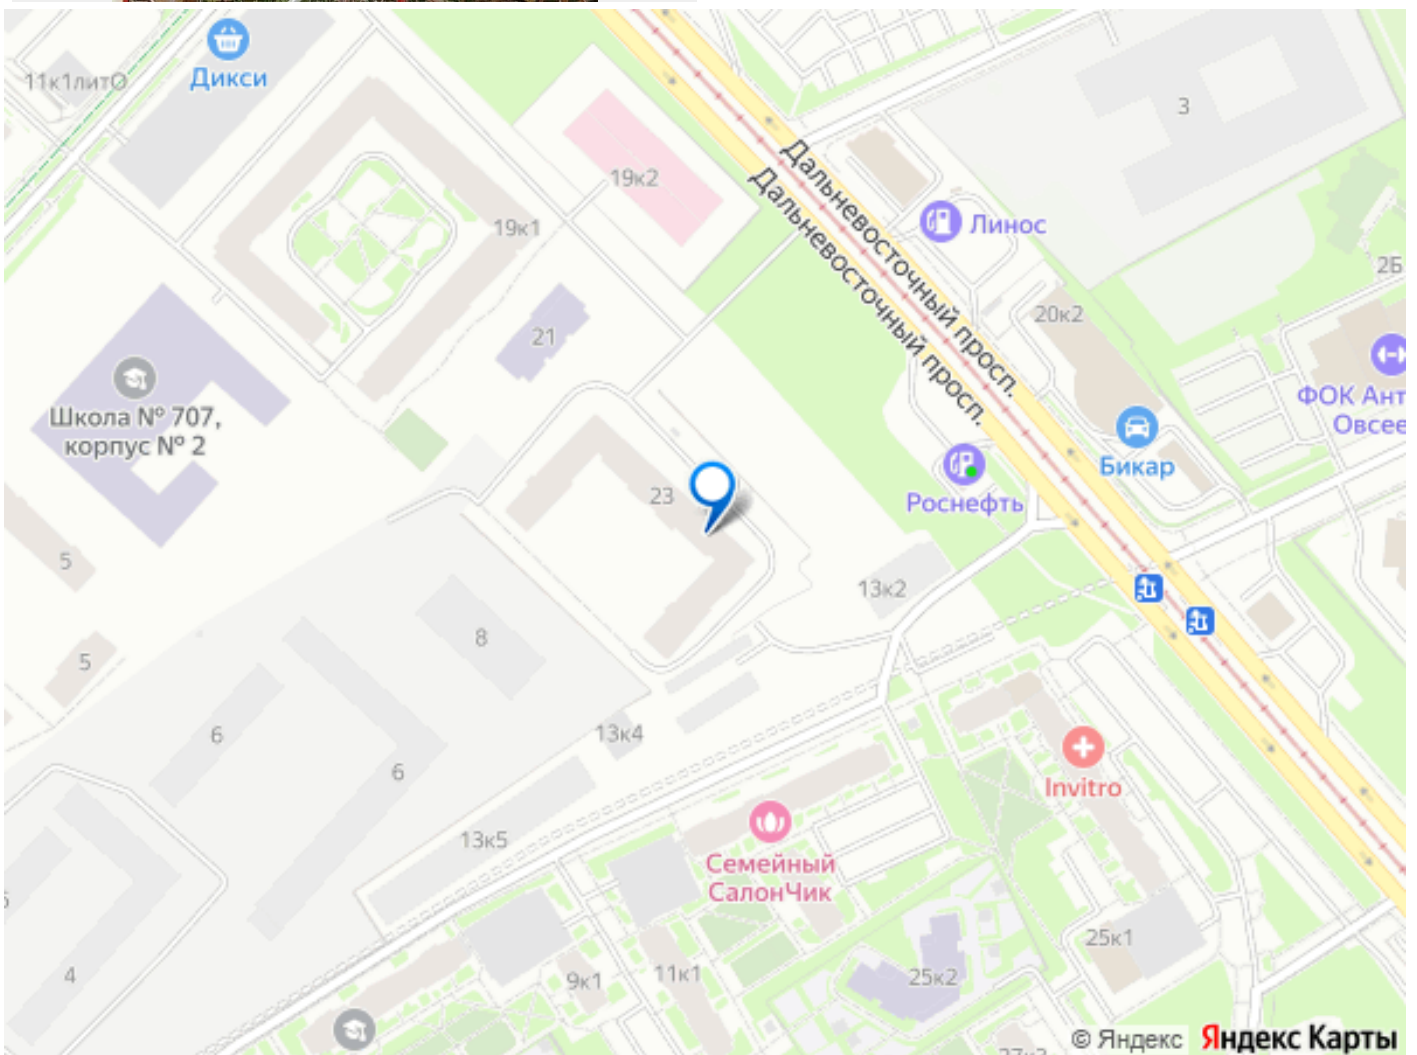 Дикси
11к1литО
3
19к2
Дальневосточный просп.
Дальневосточный просп.
19к1
Линос
2Б
20к2
21
ФОК Ант
Овсее
Школа № 707,
корпус № 2
Бикар
23
Роснефть
5
13к2
8
5
6
13к4
6
Invitro
13к5
Семейный
СалонЧик
25к1
4
9к1
11к1
25к2
© Яндекс Яндекс Карты